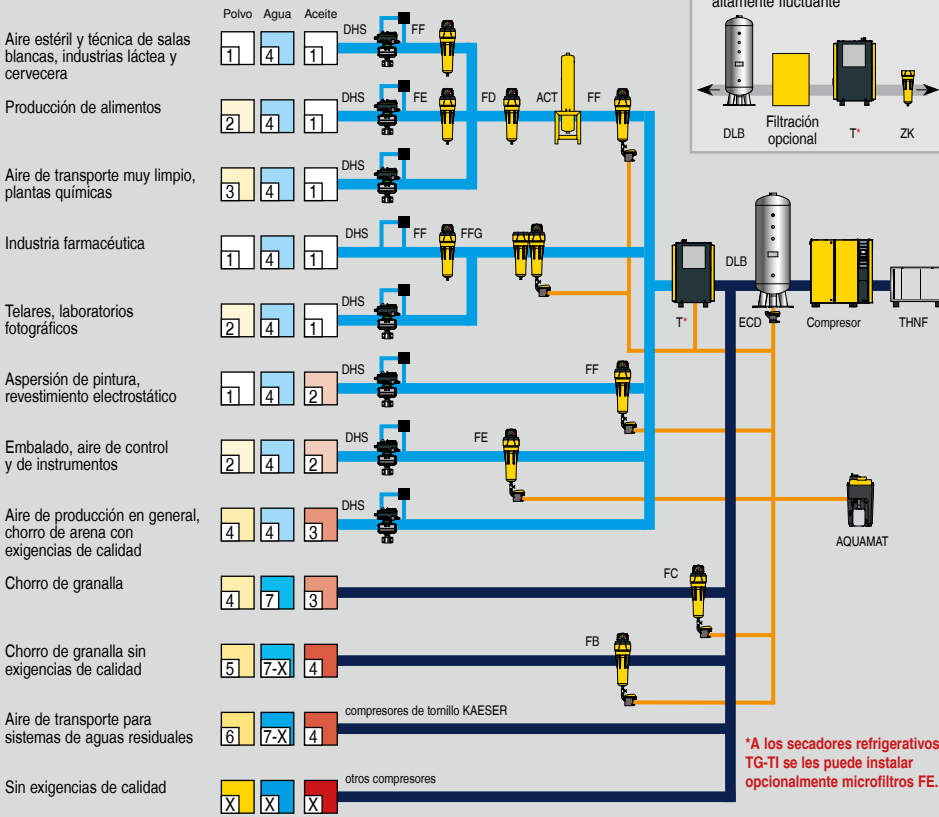 altamente fluctuante
DLB
Filtración
opcional
T*
ZK
Polvo Agua Aceite
Aire estéril y técnica de salas
blancas, industrias láctea y
cervecera
1 4 1
DHS FF
Producción de alimentos
2 4 1
DHS FE FD ACT FF
Aire de transporte muy limpio,
plantas químicas
3 4 1
DHS
Industria farmacéutica
1 4 1
DHS FF FFG
Telares, laboratorios
fotográficos
2 4 1
DHS
T*
DLB
ECD
Compresor
THNF
Aspersión de pintura,
revestimiento electrostático
1 4 2
DHS FF
Embalado, aire de control
y de instrumentos
2 4 2
DHS FE
Aire de producción en general,
chorro de arena con
exigencias de calidad
4 4 3
DHS
AQUAMAT
Chorro de granalla
4 7 3
FC
Chorro de granalla sin
exigencias de calidad
5 7-X 4
FB
Aire de transporte para
sistemas de aguas residuales
6 7-X 4
compresores de tornillo KAESER
Sin exigencias de calidad
X X X
otros compresores
*A los secadores refrigerativos
TG-TI se les puede instalar
opcionalmente microfiltros FE.